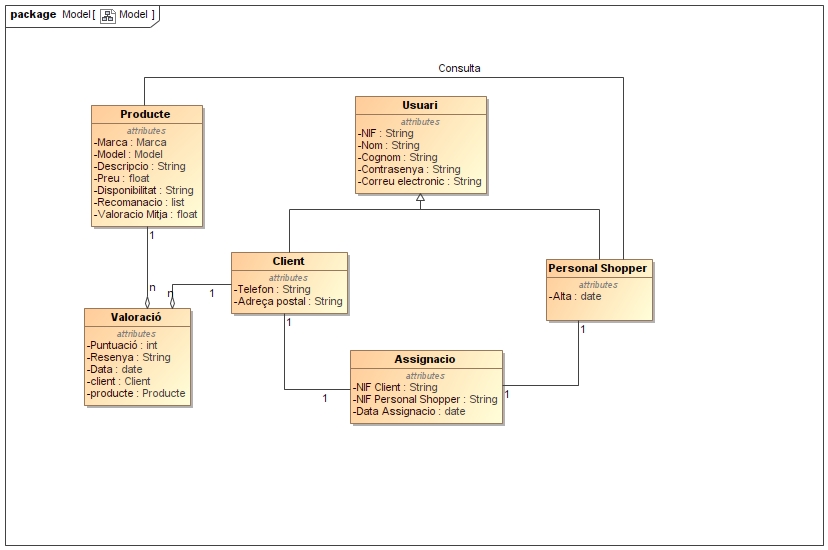 package Model [ Model ]
Consulta
Producte
attributes
-Marca : Marca
-Model : Model
-Descripcio : String
-Preu : float
-Disponibilitat : String
-Recomanacio : list
-Valoracio Mitja : float
Usuari
attributes
-NIF : String
-Nom : String
-Cognom : String
-Contrasenya : String
-Correu electronic : String
1
n
n
1
Client
attributes
-Telefon : String
-Adreça postal : String
Personal Shopper
attributes
-Alta : date
Valoració
attributes
-Puntuació : int
-Resenya : String
-Data : date
-client : Client
-producte : Producte
1
1
1
1
Assignacio
attributes
-NIF Client : String
-NIF Personal Shopper : String
-Data Assignacio : date